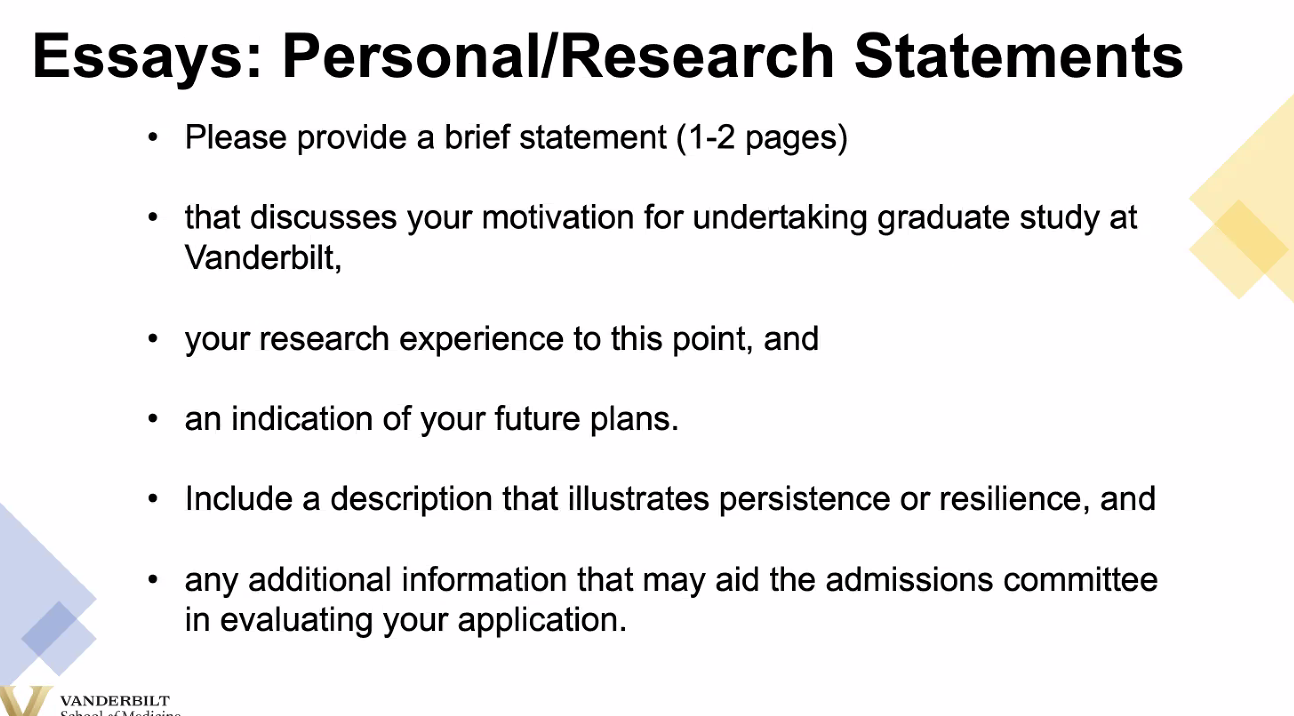 Essays: Personal/Research Statements
• Please provide a brief statement (1-2 pages)
• that discusses your motivation for undertaking graduate study at
Vanderbilt,
• your research experience to this point, and
• an indication of your future plans.
• Include a description that illustrates persistence or resilience, and
• any additional information that may aid the admissions committee
in evaluating your application.
VANDERBILT
School of Medicine